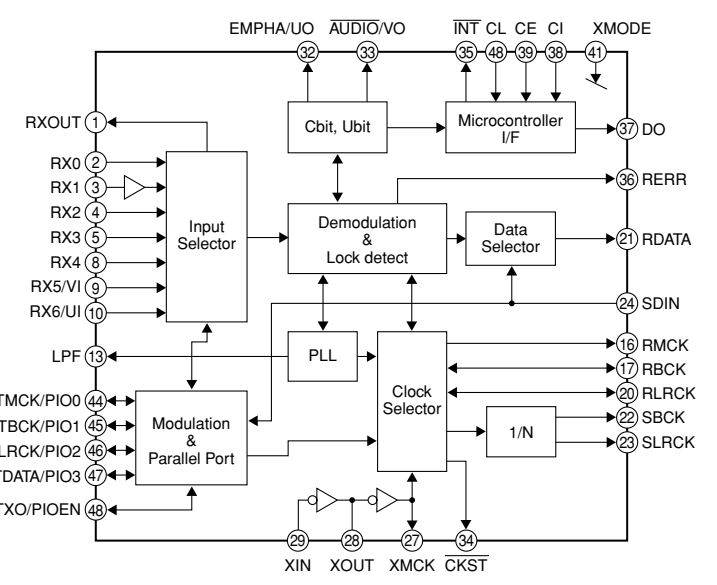 EMPHA/UO
AUDIO/VO
INT
CL
CE
CI
XMODE
32
33
35
48
39
38
41
RXOUT 1
RX0 2
RX1 3
RX2 4
RX3 5
RX4 8
RX5/VI 9
RX6/UI 10
LPF 13
TMCK/PIO0 44
TBCK/PIO1 45
LRCK/PIO2 46
TDATA/PIO3 47
TXO/PIOEN 48
Cbit, Ubit
Microcontroller
I/F
Input
Selector
Demodulation
&
Lock detect
Data
Selector
PLL
Clock
Selector
Modulation
&
Parallel Port
1/N
37 DO
36 RERR
21 RDATA
24 SDIN
16 RMCK
17 RBCK
20 RLRCK
22 SBCK
23 SLRCK
29
28
27
34
XIN
XOUT
XMCK
CKST